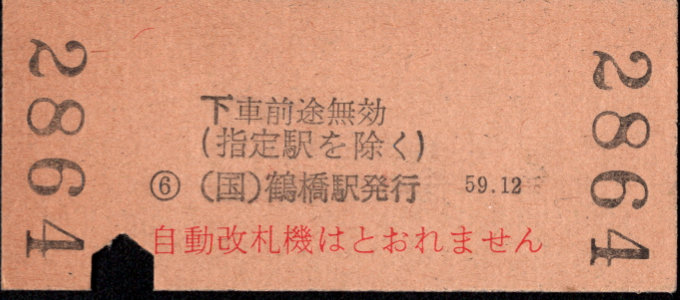 2864
下車前途無効
(指定駅を除く)
⑥ (国)鶴橋駅発行 59.12
自動改札機はとおれません
2864